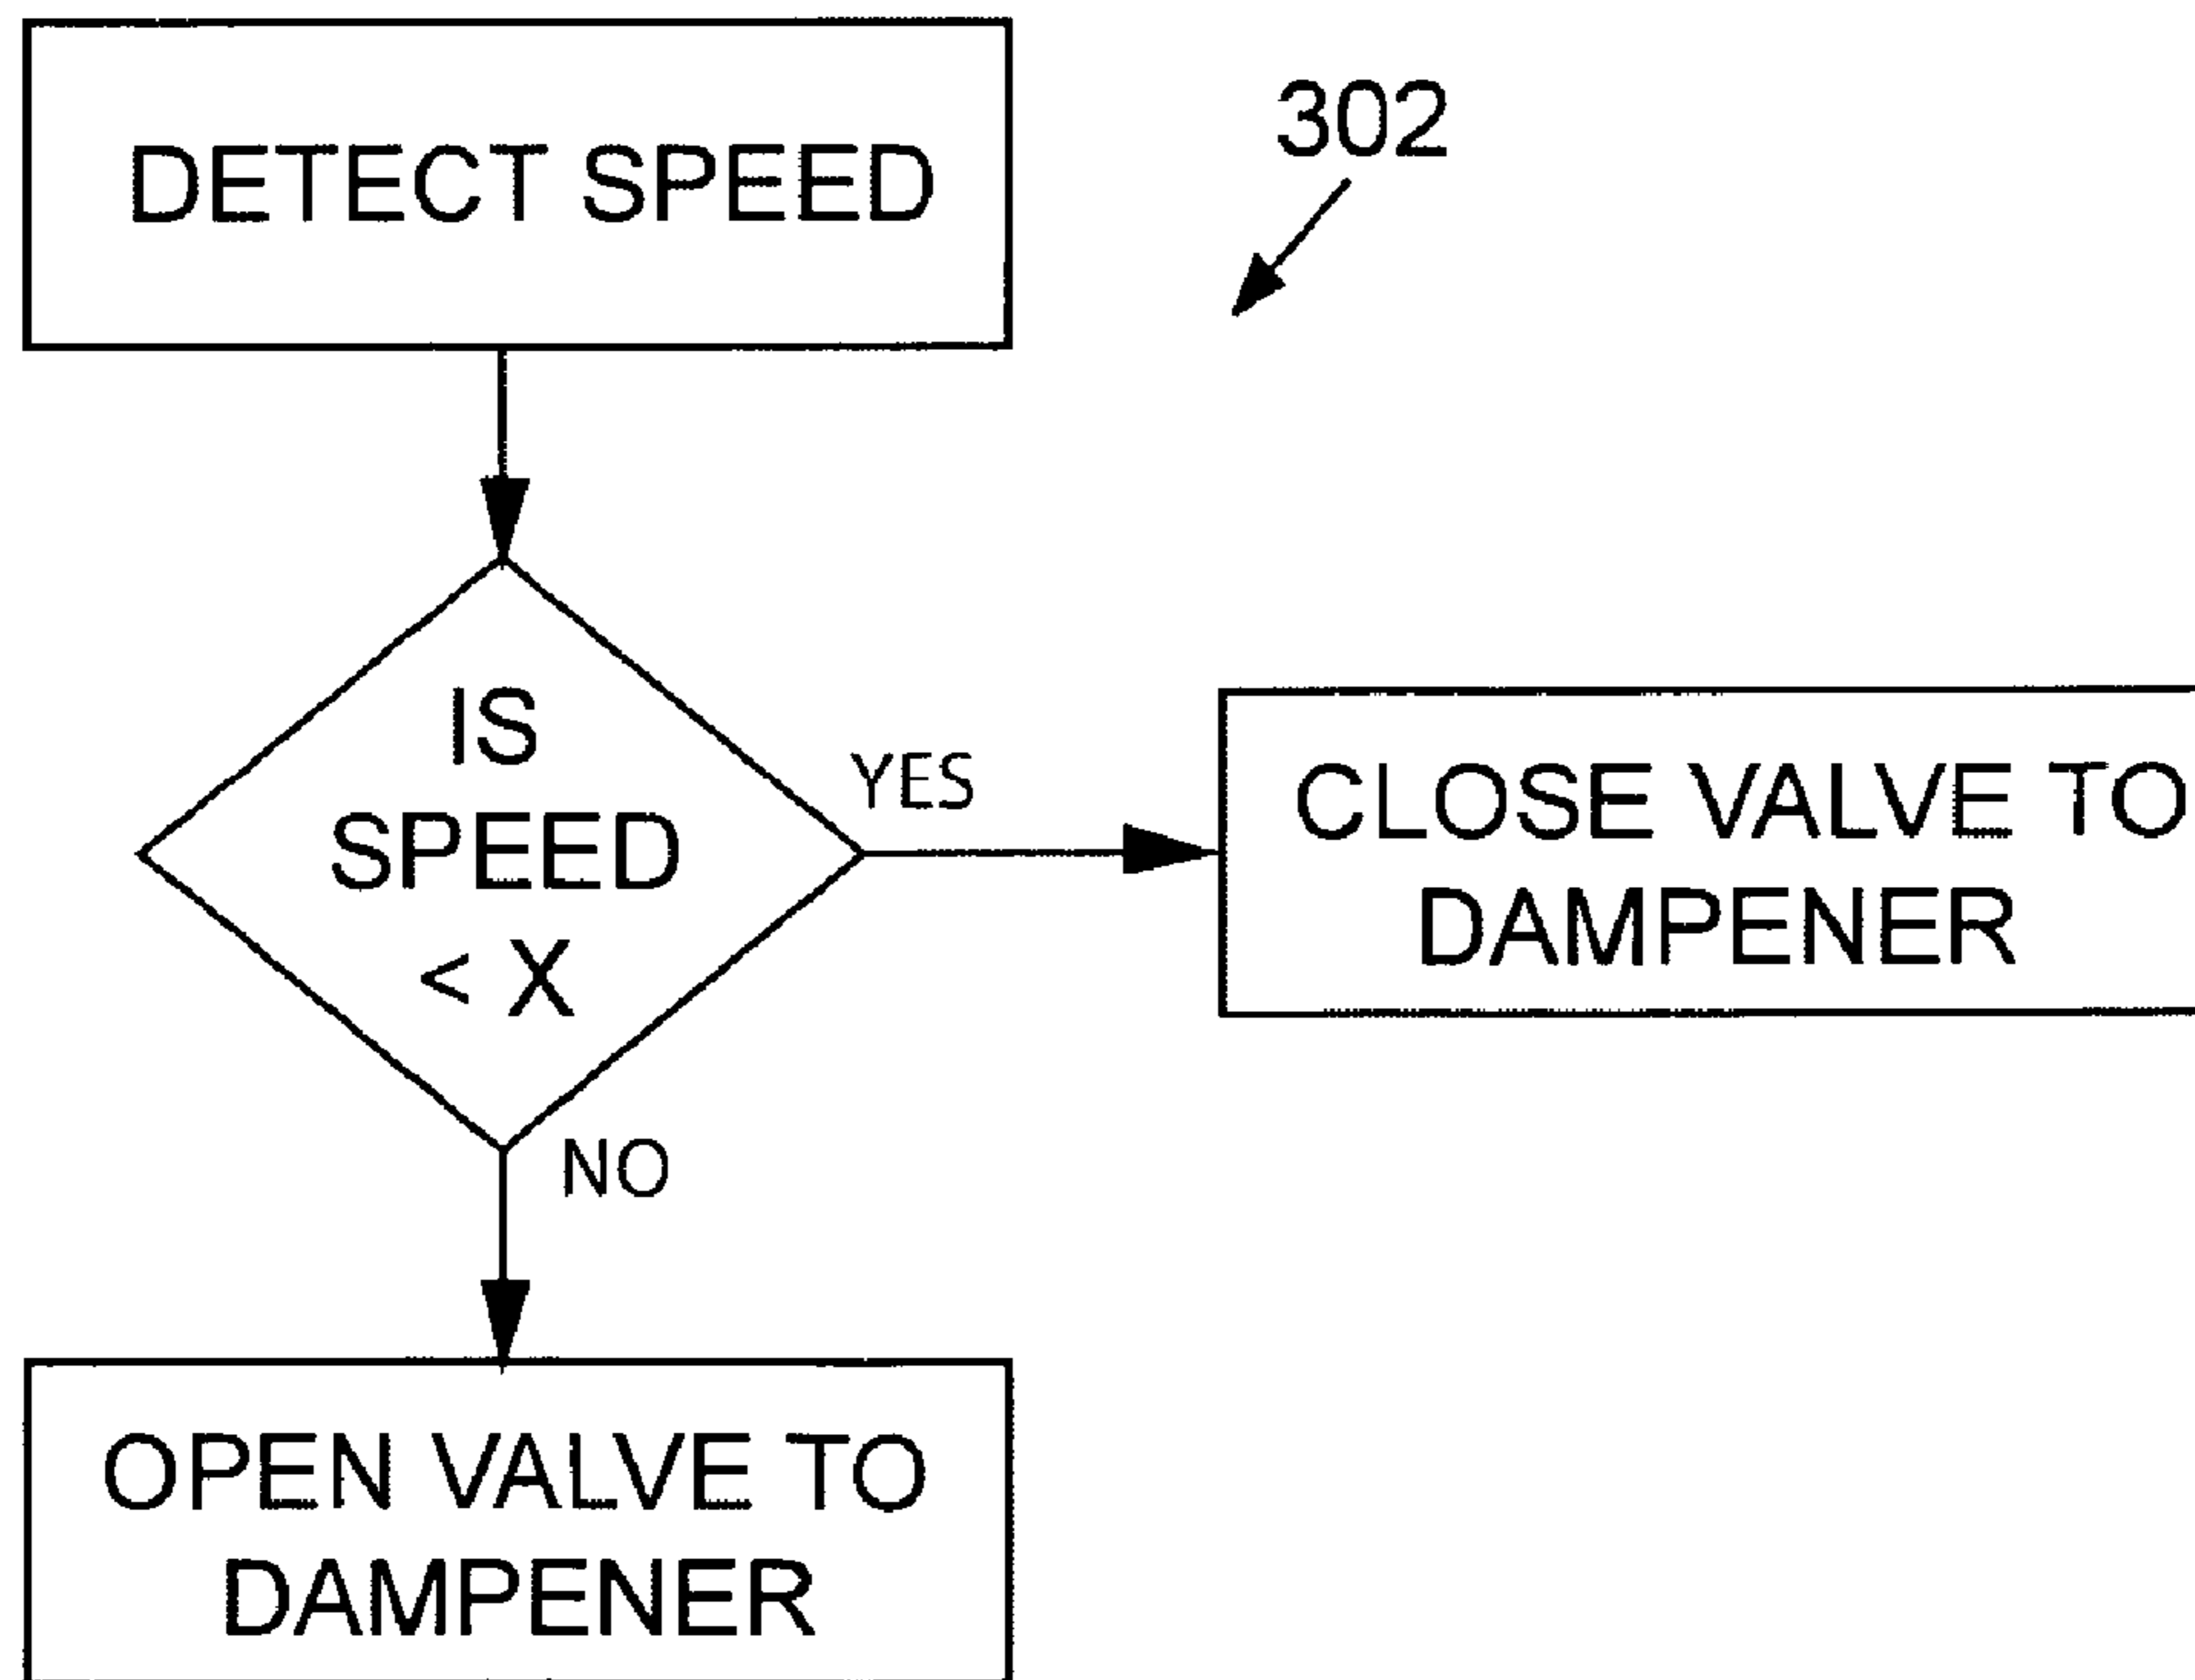 DETECT SPEED
302
IS
SPEED
< X
YES
CLOSE VALVE TO
DAMPENER
NO
OPEN VALVE TO
DAMPENER